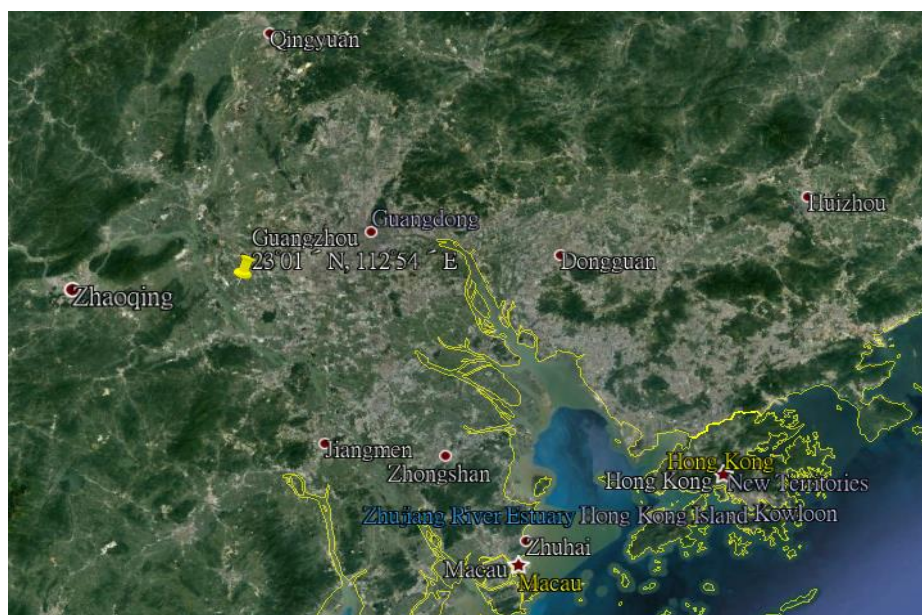 Qingyuan
Huizhou
Guangdong
Guangzhou
23°01´ N, 112°54´ E
Dongguan
Zhaoqing
Jiangmen
Zhongshan
Hong Kong
Hong Kong
New Territories
Zhujiang River Estuary
Hong Kong Island
Kowloon
Zhuhai
Macau
Macau